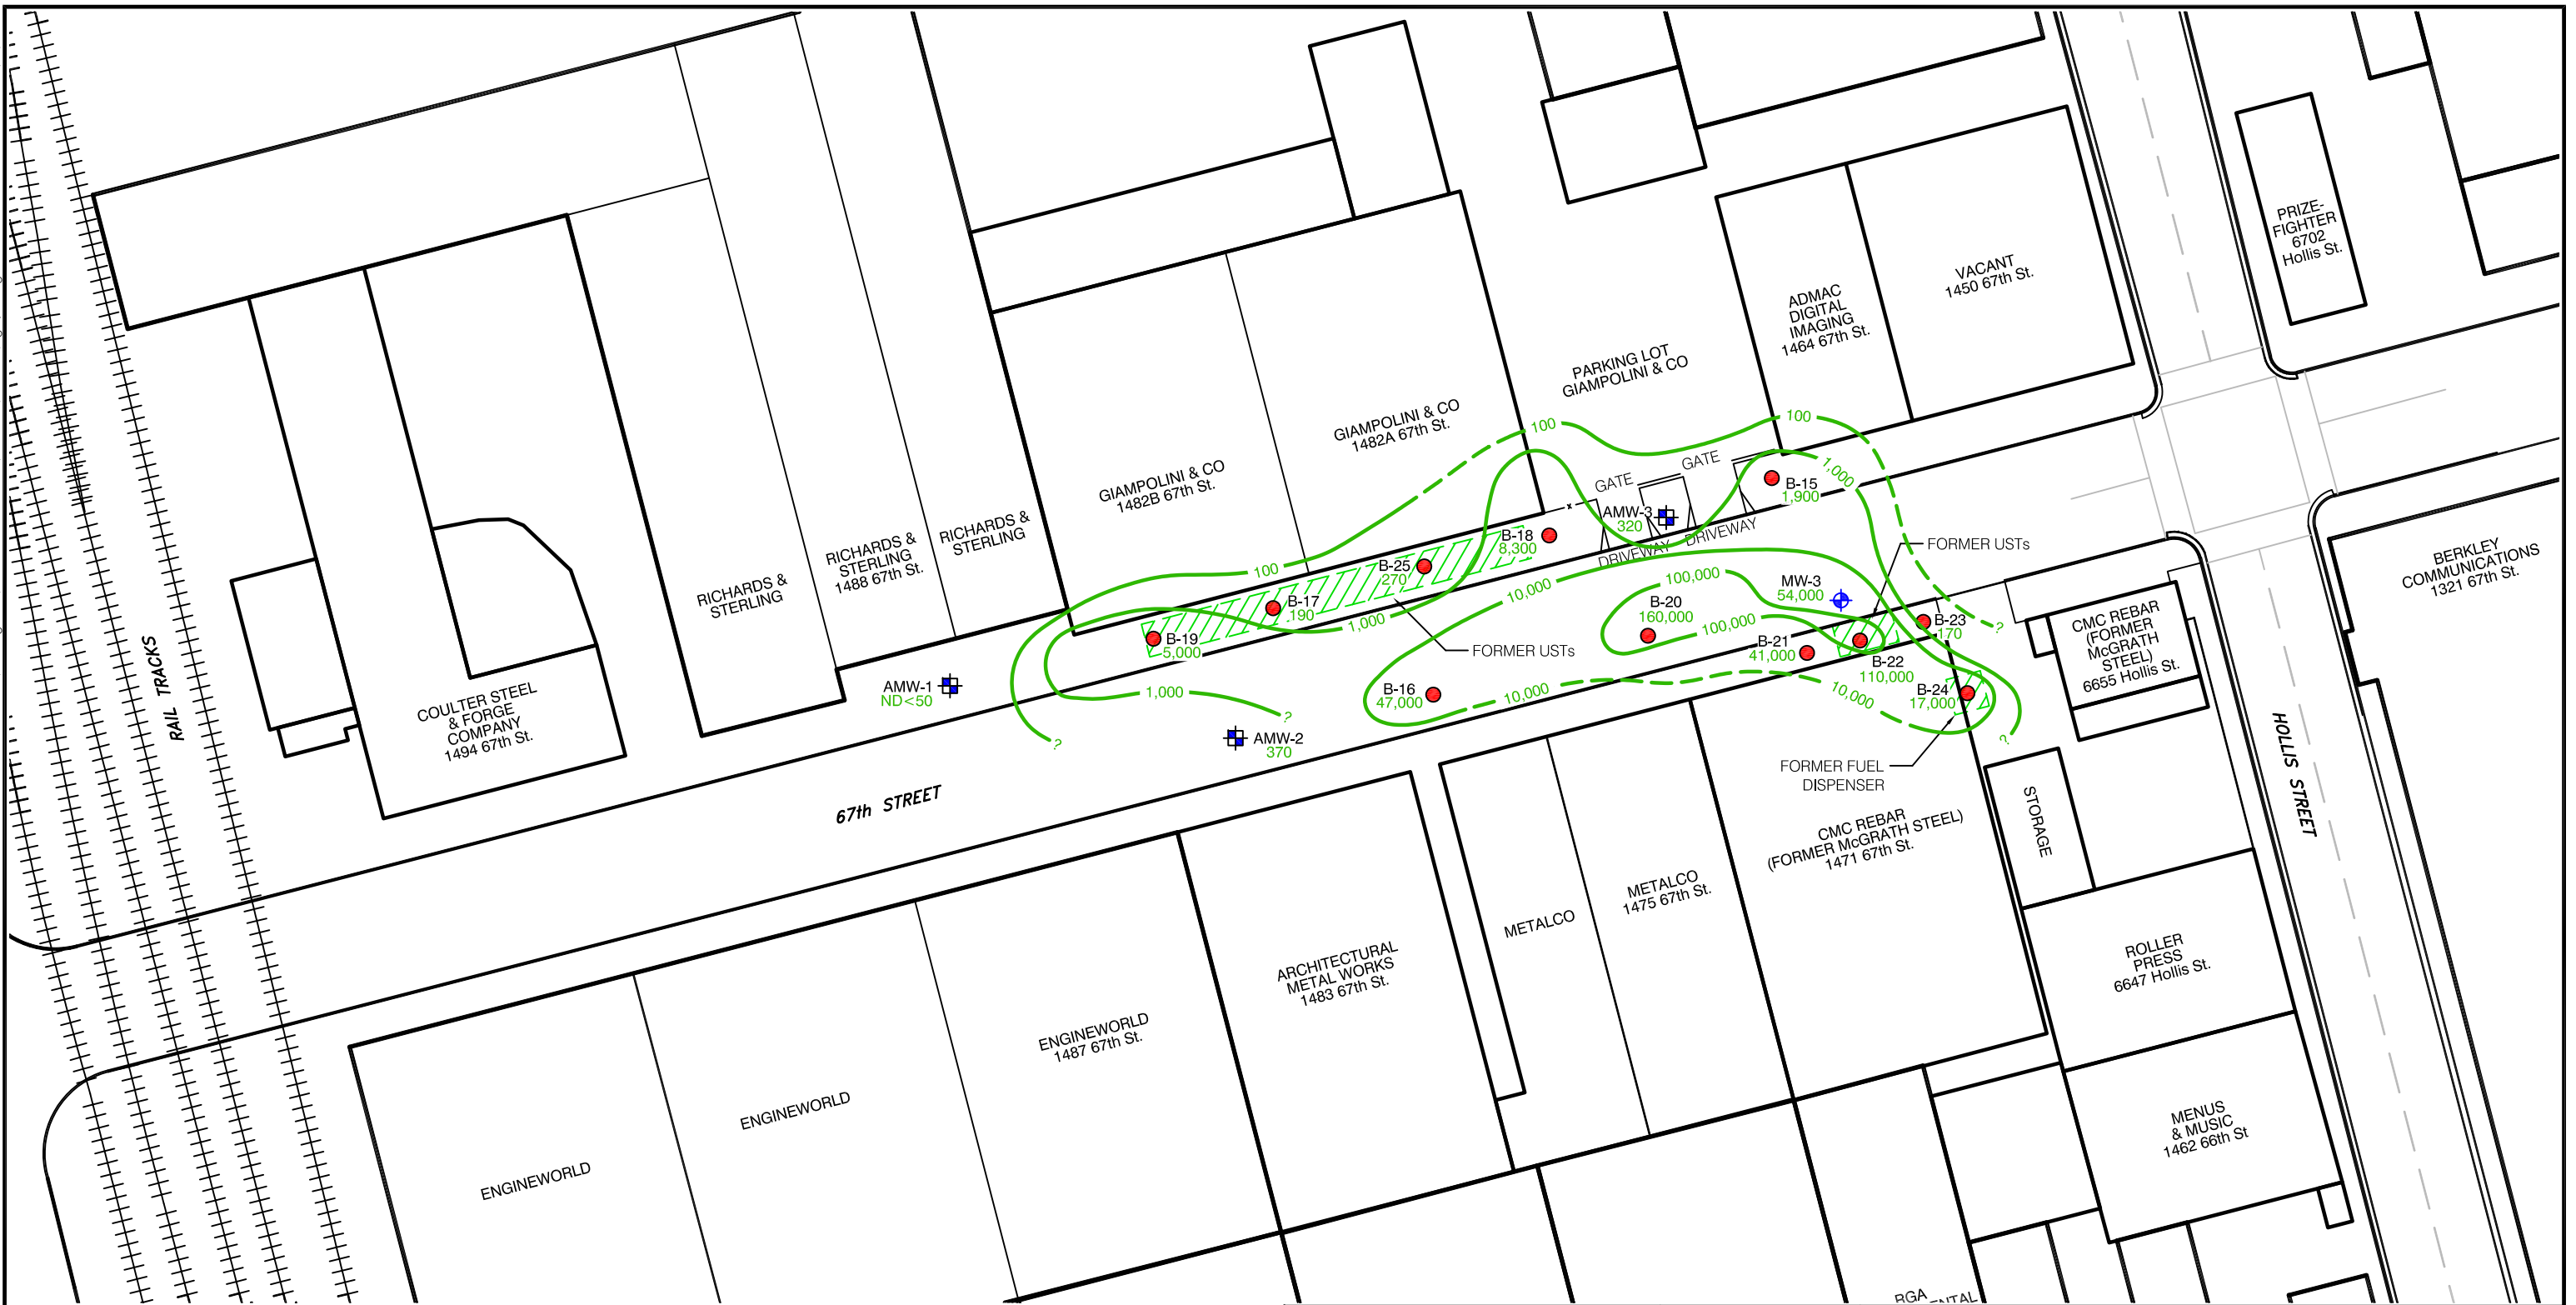 PRIZE-
FIGHTER
6702
Hollis St.
VACANT
1450 67th St.
ADMAC
DIGITAL
IMAGING
1464 67th St.
PARKING LOT
GIAMPOLINI & CO
GIAMPOLINI & CO
1482A 67th St.
GIAMPOLINI & CO
1482B 67th St.
RICHARDS &
STERLING
RICHARDS &
STERLING
1488 67th St.
RICHARDS &
STERLING
COULTER STEEL
& FORGE
COMPANY
1494 67th St.
RAIL TRACKS
100
100
100
1,000
1,000
1,000
10,000
10,000
10,000
100,000
100,000
?
?
?
?
GATE
GATE
DRIVEWAY
DRIVEWAY
x
B-15
1,900
AMW-3
320
B-18
8,300
B-25
270
B-17
190
B-19
5,000
AMW-1
ND<50
AMW-2
370
B-16
47,000
B-20
160,000
MW-3
54,000
B-21
41,000
B-22
110,000
B-23
170
B-24
17,000
FORMER USTs
FORMER USTs
FORMER FUEL
DISPENSER
BERKLEY
COMMUNICATIONS
1321 67th St.
CMC REBAR
(FORMER
McGRATH
STEEL)
6655 Hollis St.
HOLLIS STREET
67th STREET
STORAGE
CMC REBAR
(FORMER McGRATH STEEL)
1471 67th St.
METALCO
1475 67th St.
METALCO
ARCHITECTURAL
METAL WORKS
1483 67th St.
ENGINEWORLD
1487 67th St.
ENGINEWORLD
ENGINEWORLD
ROLLER
PRESS
6647 Hollis St.
MENUS
& MUSIC
1462 66th St
RGA